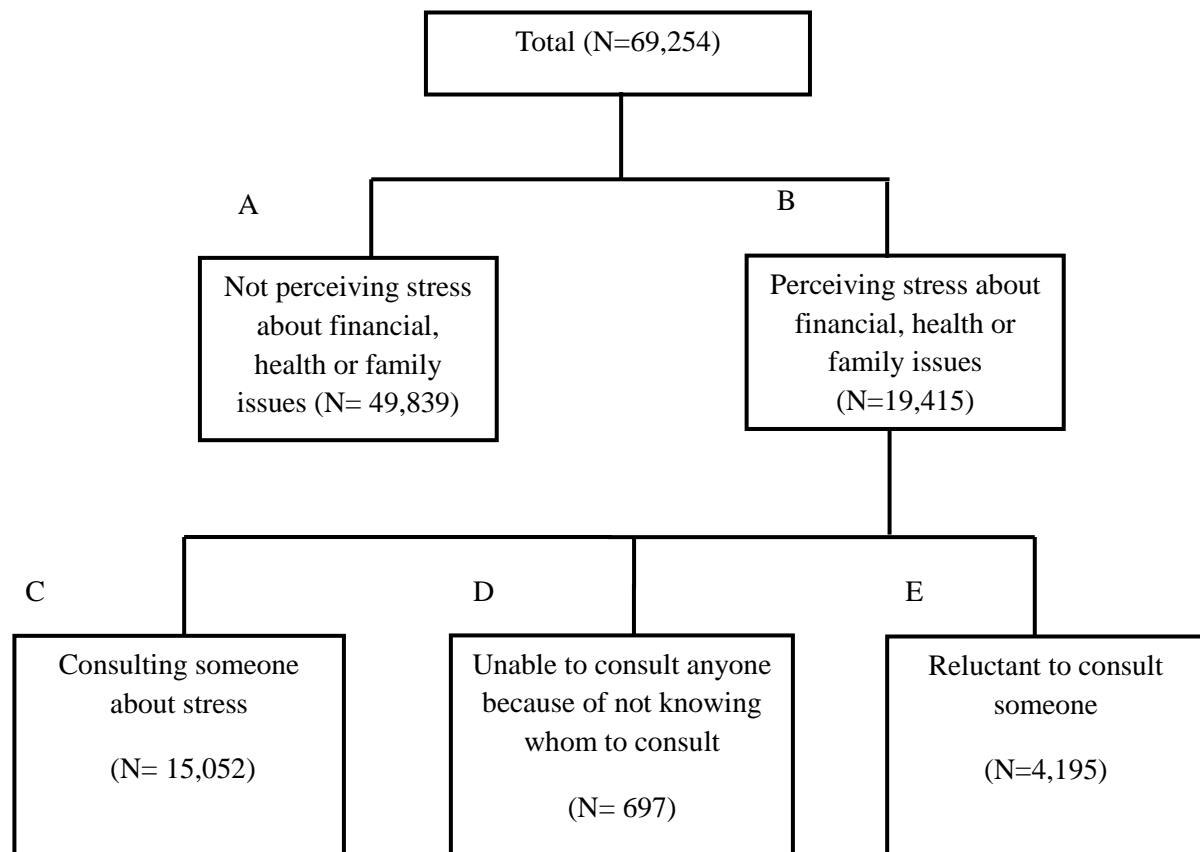 Total (N=69,254)
A
B
Not perceiving stress
about financial,
health or family
issues (N= 49,839)
Perceiving stress about
financial, health or
family issues
(N=19,415)
C
D
E
Consulting someone
about stress
(N= 15,052)
Unable to consult anyone
because of not knowing
whom to consult
(N= 697)
Reluctant to consult
someone
(N=4,195)